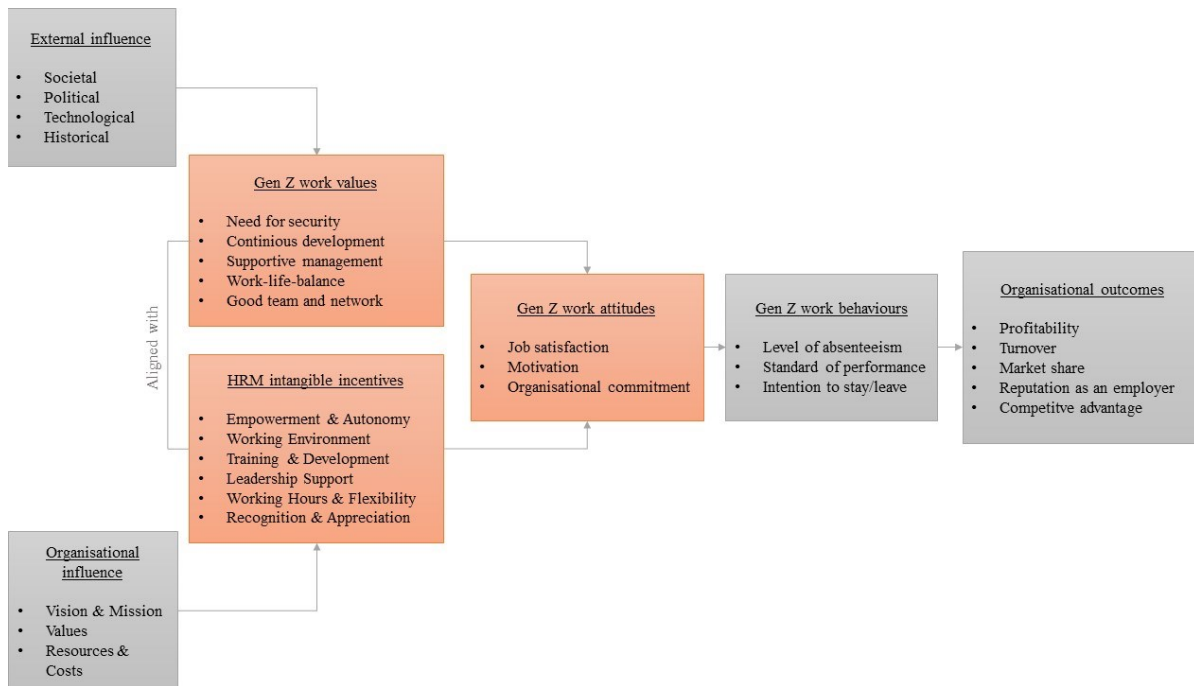 External influence
• Societal
• Political
• Technological
• Historical
Gen Z work values
• Need for security
• Continious development
• Supportive management
• Work-life-balance
• Good team and network
Aligned with
HRM intangible incentives
• Empowerment & Autonomy
• Working Environment
• Training & Development
• Leadership Support
• Working Hours & Flexibility
• Recognition & Appreciation
Organisational
influence
• Vision & Mission
• Values
• Resources &
Costs
Gen Z work attitudes
• Job satisfaction
• Motivation
• Organisational commitment
Gen Z work behaviours
• Level of absenteeism
• Standard of performance
• Intention to stay/leave
Organisational outcomes
• Profitability
• Turnover
• Market share
• Reputation as an employer
• Competitve advantage